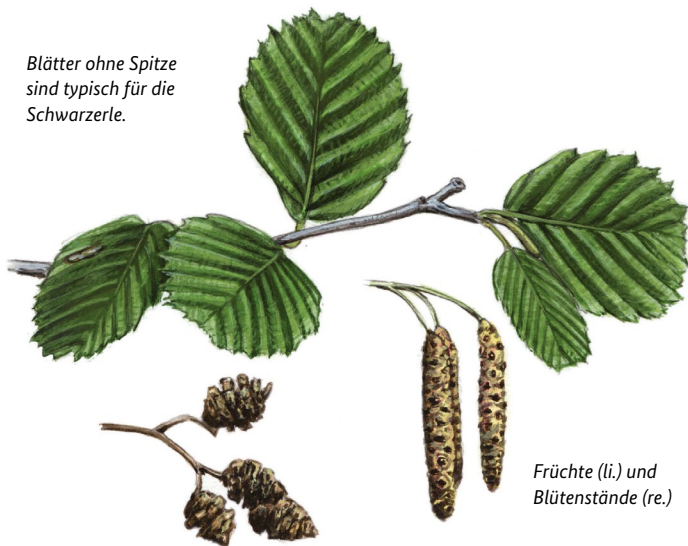 Blätter ohne Spitze
sind typisch für die
Schwarzerle.
Früchte (li.) und
Blütenstände (re.)